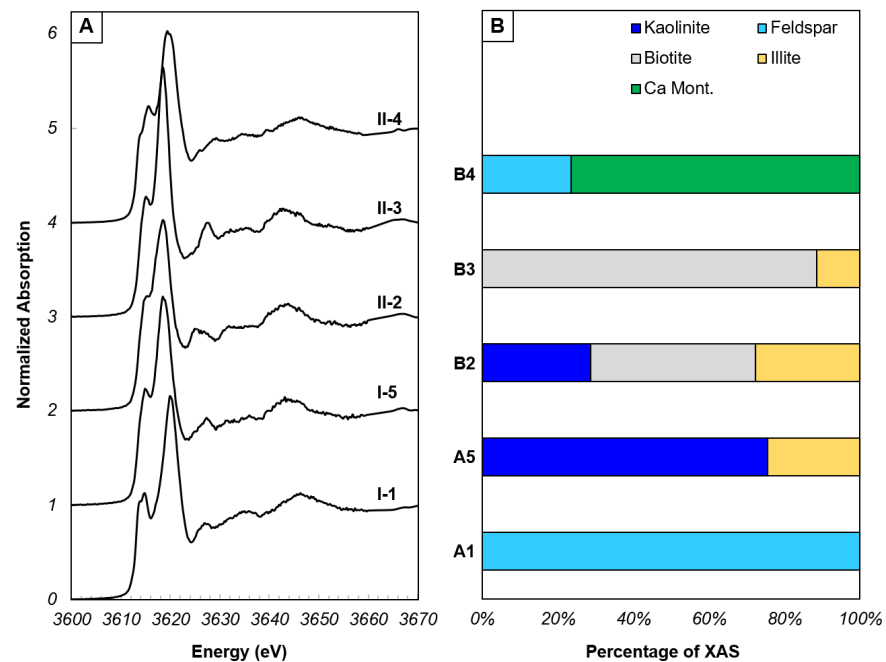 A
6
5
4
3
2
1
0
Normalized Absorption
II-4
II-3
II-2
I-5
I-1
3600 3610 3620 3630 3640 3650 3660 3670
Energy (eV)
B
Kaolinite Feldspar
Biotite Illite
Ca Mont.
B4
B3
B2
A5
A1
0% 20% 40% 60% 80% 100%
Percentage of XAS